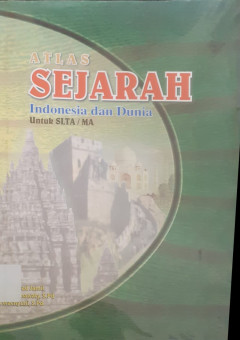 ATLAS
SEJARAH
Indonesia dan Dunia
Untuk SLTA / MA